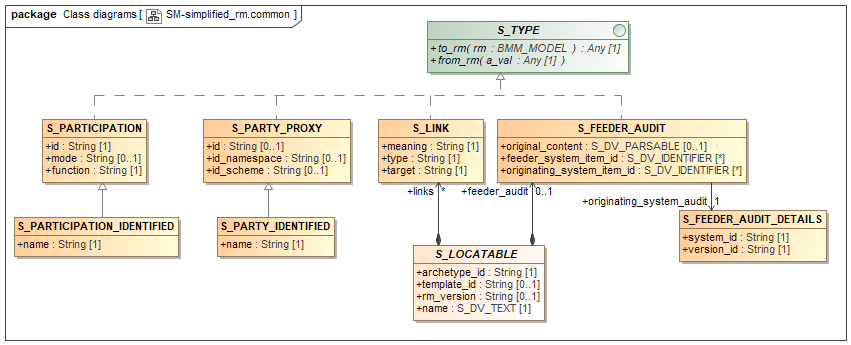 package Class diagrams [ SM-simplified_rm.common ]
S_TYPE
+to_rm( rm : BMM_MODEL ) : Any [1]
+from_rm( a_val : Any [1] )
S_PARTICIPATION
+id : String [1]
+mode : String [0..1]
+function : String [1]
S_PARTY_PROXY
+id : String [0..1]
+id_namespace : String [0..1]
+id_scheme : String [0..1]
S_LINK
+meaning : String [1]
+type : String [1]
+target : String [1]
S_FEEDER_AUDIT
+original_content : S_DV_PARSABLE [0..1]
+feeder_system_item_id : S_DV_IDENTIFIER [*]
+originating_system_item_id : S_DV_IDENTIFIER [*]
+links *
+feeder_audit 0..1
+originating_system_audit 1
S_PARTICIPATION_IDENTIFIED
+name : String [1]
S_PARTY_IDENTIFIED
+name : String [1]
S_FEEDER_AUDIT_DETAILS
+system_id : String [1]
+version_id : String [1]
S_LOCATABLE
+archetype_id : String [1]
+template_id : String [0..1]
+rm_version : String [0..1]
+name : S_DV_TEXT [1]